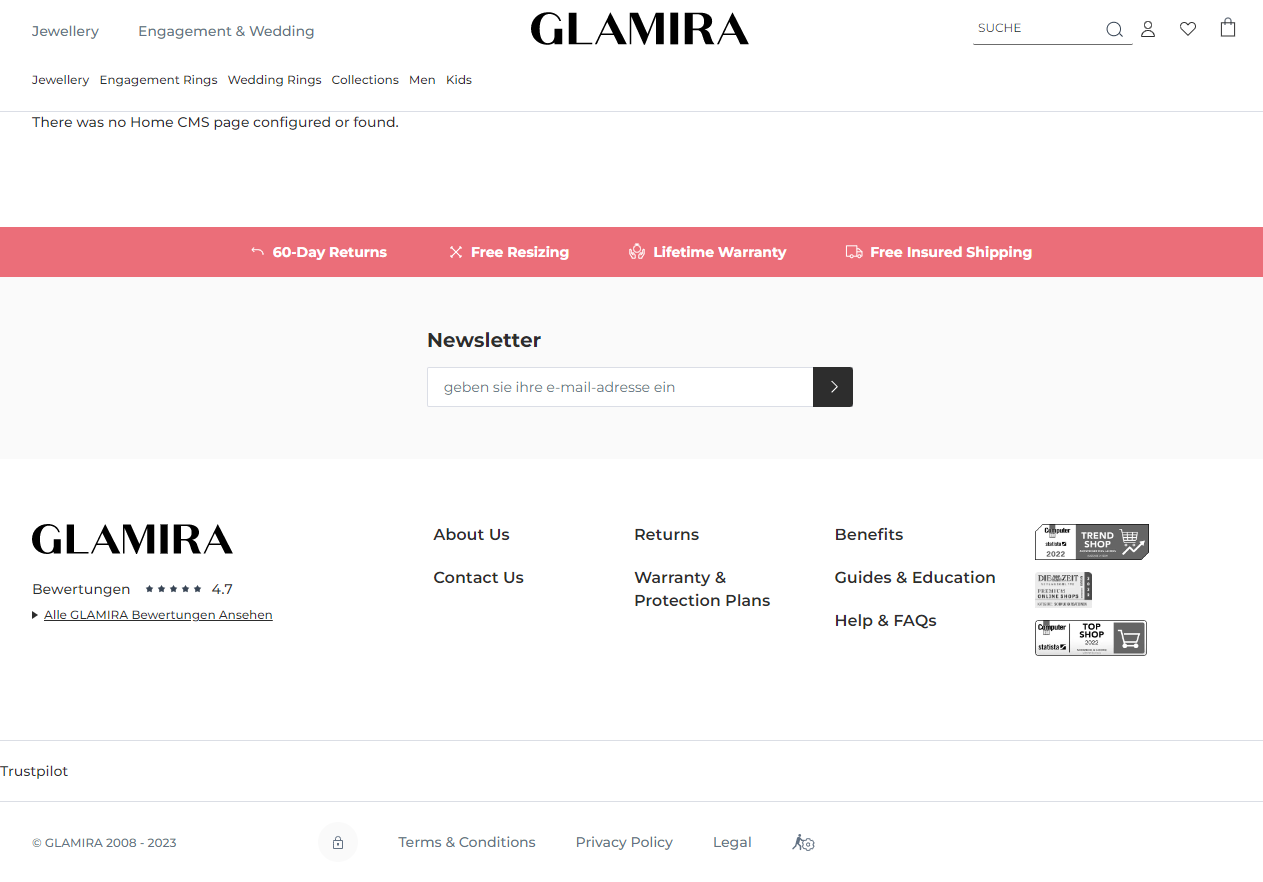 Jewellery Engagement & Wedding GLAMIRA SUCHE
Jewellery Engagement Rings Wedding Rings Collections Men Kids
There was no Home CMS page configured or found.
60-Day Returns Free Resizing Lifetime Warranty Free Insured Shipping
Newsletter
geben sie ihre e-mail-adresse ein
GLAMIRA
Bewertungen ★★★★★ 4.7
Alle GLAMIRA Bewertungen Ansehen
About Us
Contact Us
Returns
Warranty &
Protection Plans
Benefits
Guides & Education
Help & FAQs
Computer
statista
2022
TREND
SHOP
DIE ZEIT
PREMIUM
ONLINE SHOPS
Computer
statista
TOP
SHOP
2022
Trustpilot
© GLAMIRA 2008 - 2023 Terms & Conditions Privacy Policy Legal